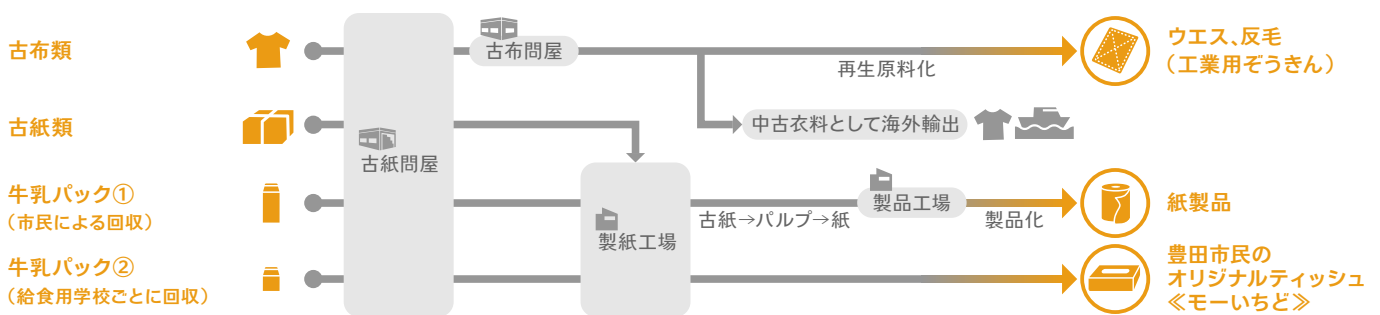 古布類
古布問屋
再生原料化
ウエス、反毛
（工業用ぞうきん）
古紙類
古紙問屋
中古衣料として海外輸出
牛乳パック①
（市民による回収）
製紙工場
古紙→パルプ→紙
製品工場
製品化
紙製品
牛乳パック②
（給食用学校ごとに回収）
豊田市民の
オリジナルティッシュ
≪モーいちど≫